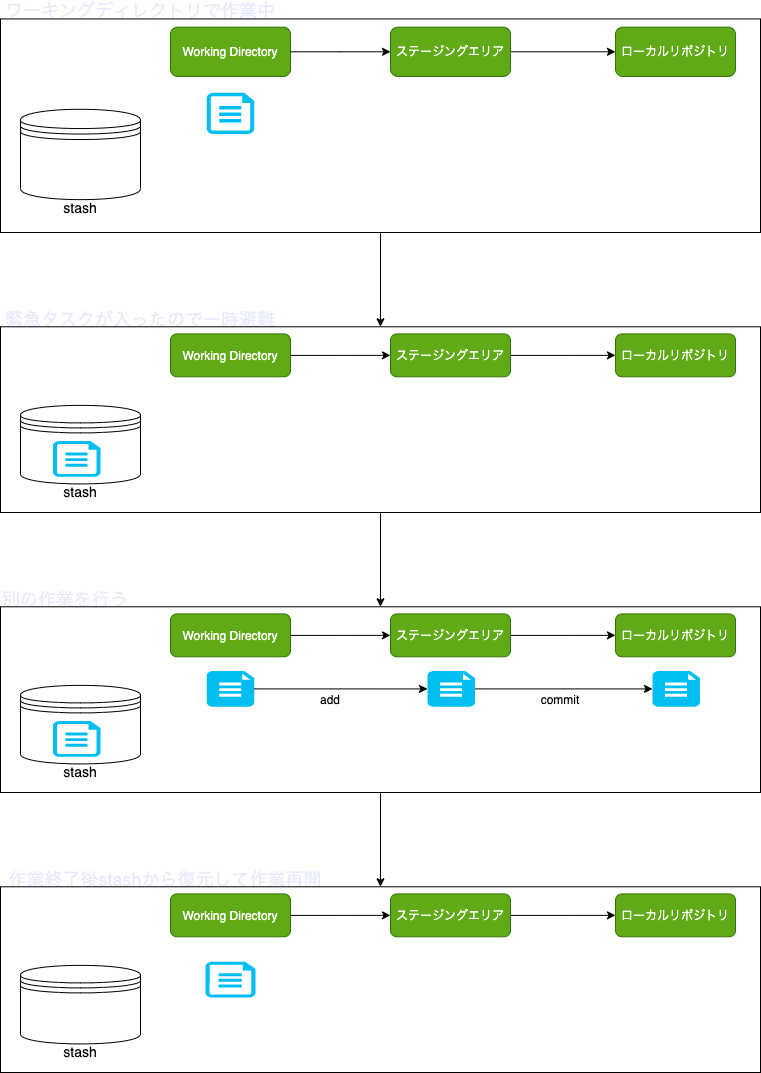 ワーキングディレクトリで作業中
Working Directory
ステージングエリア
ローカルリポジトリ
stash
緊急タスクが入ったので一時避難
Working Directory
ステージングエリア
ローカルリポジトリ
stash
別の作業を行う
Working Directory
ステージングエリア
ローカルリポジトリ
add
commit
stash
作業終了後stashから復元して作業再開
Working Directory
ステージングエリア
ローカルリポジトリ
stash